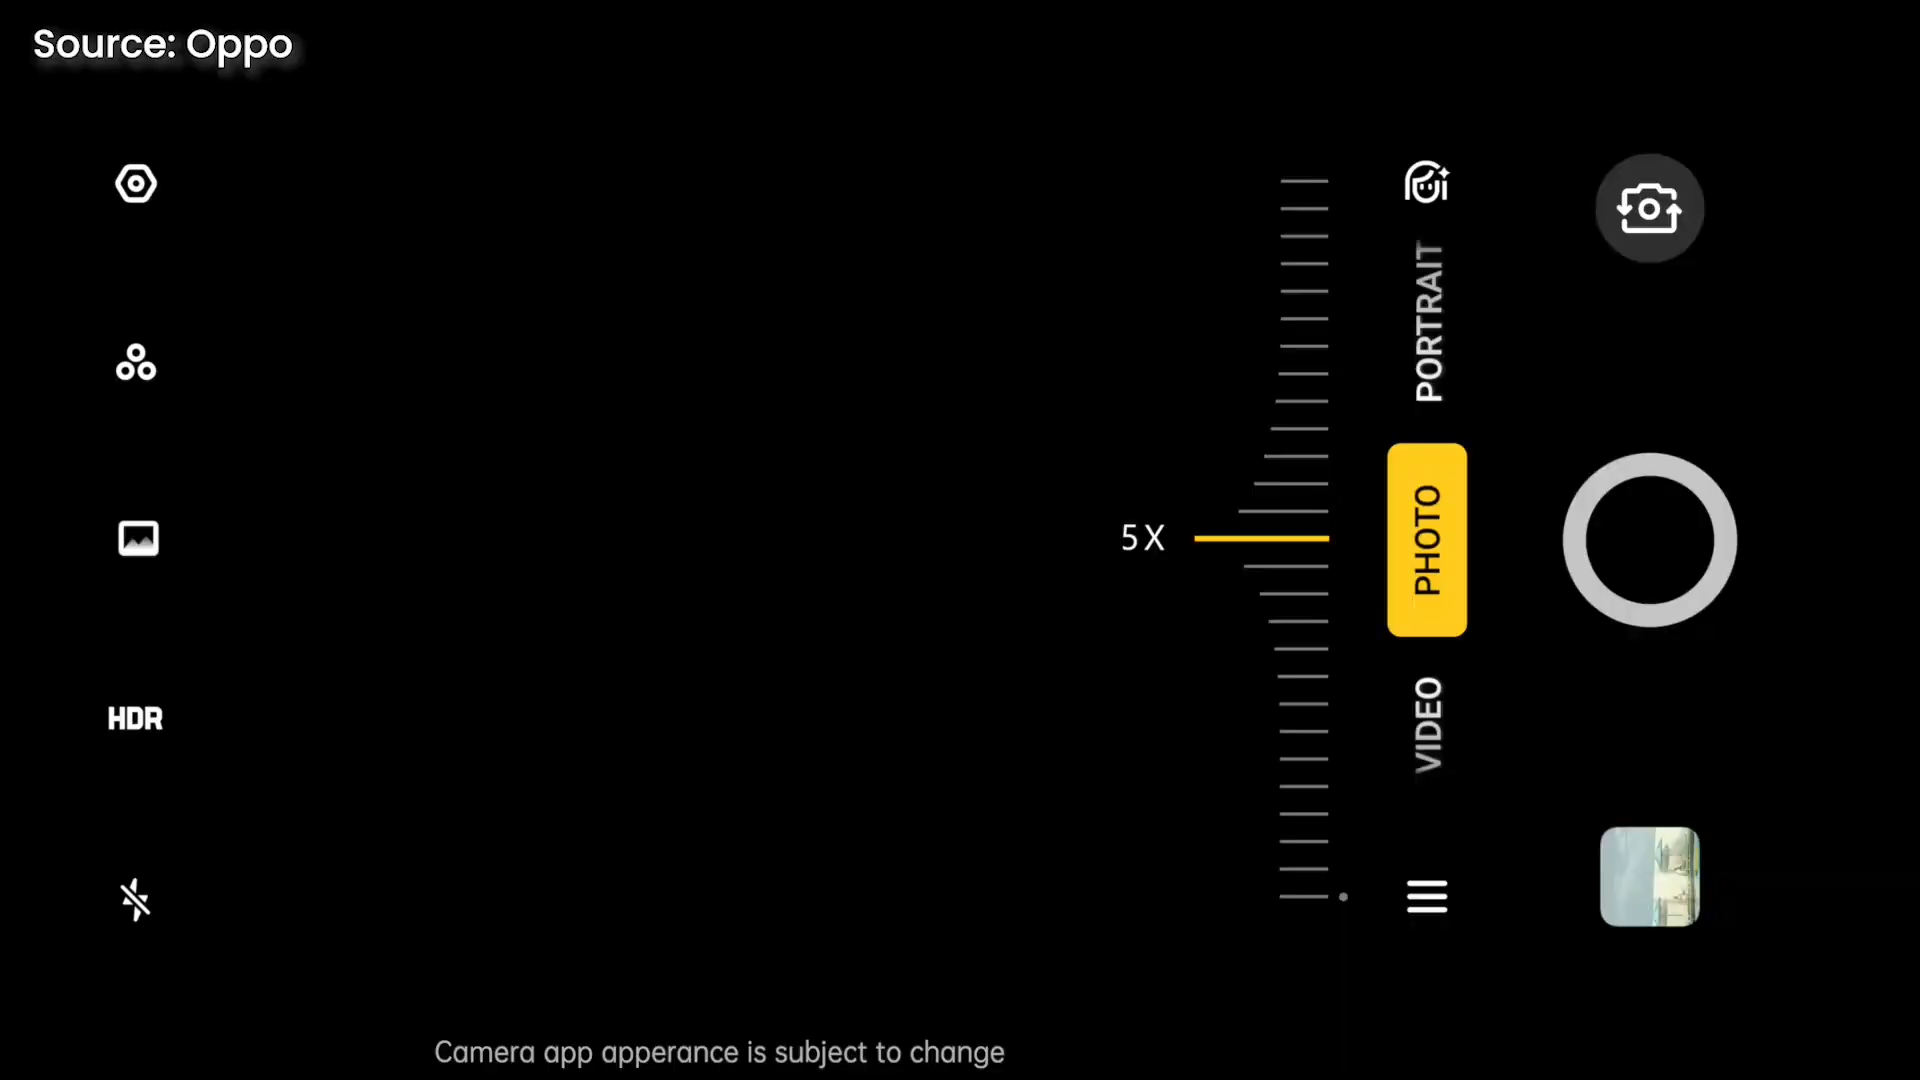 Source: Oppo
PORTRAIT
5X
PHOTO
VIDEO
HDR
Camera app apperance is subject to change